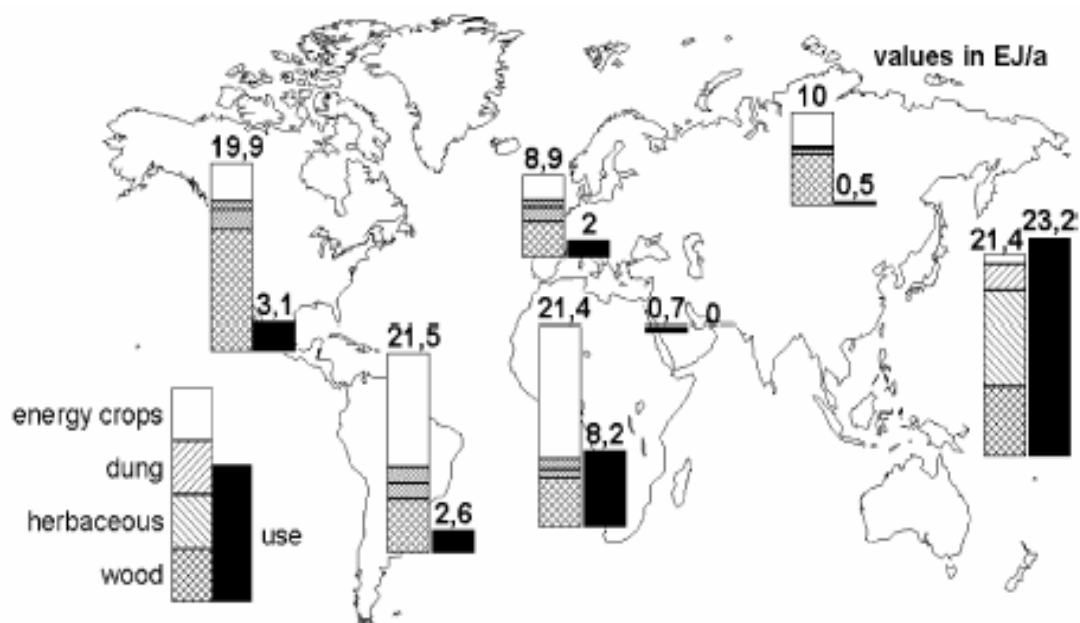 values in EJ/a
10
0,5
19,9
3,1
8,9
2
21,4
23,2
21,5
2,6
21,4
8,2
0,7
0
energy crops
dung
herbaceous
wood
use